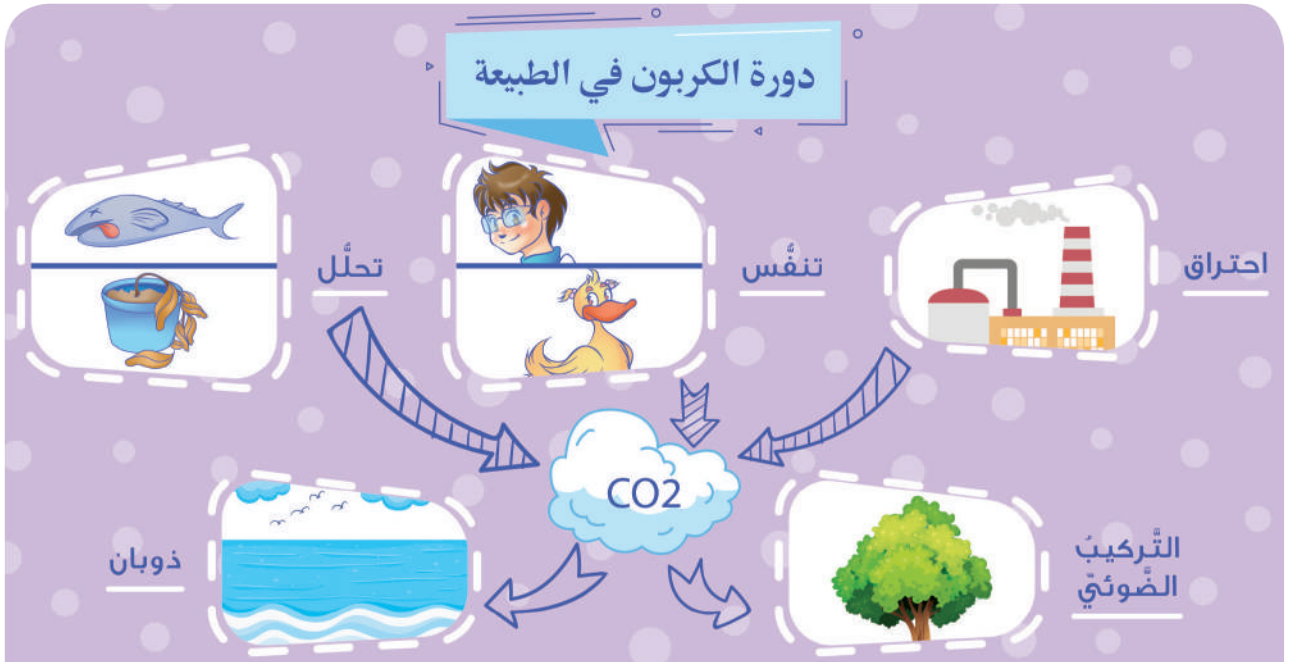 دورة الكربون في الطبيعة
احتراق
تنفُّس
تحلُّل
CO2
التَّركيبُ
الضَّوئيّ
ذوبان